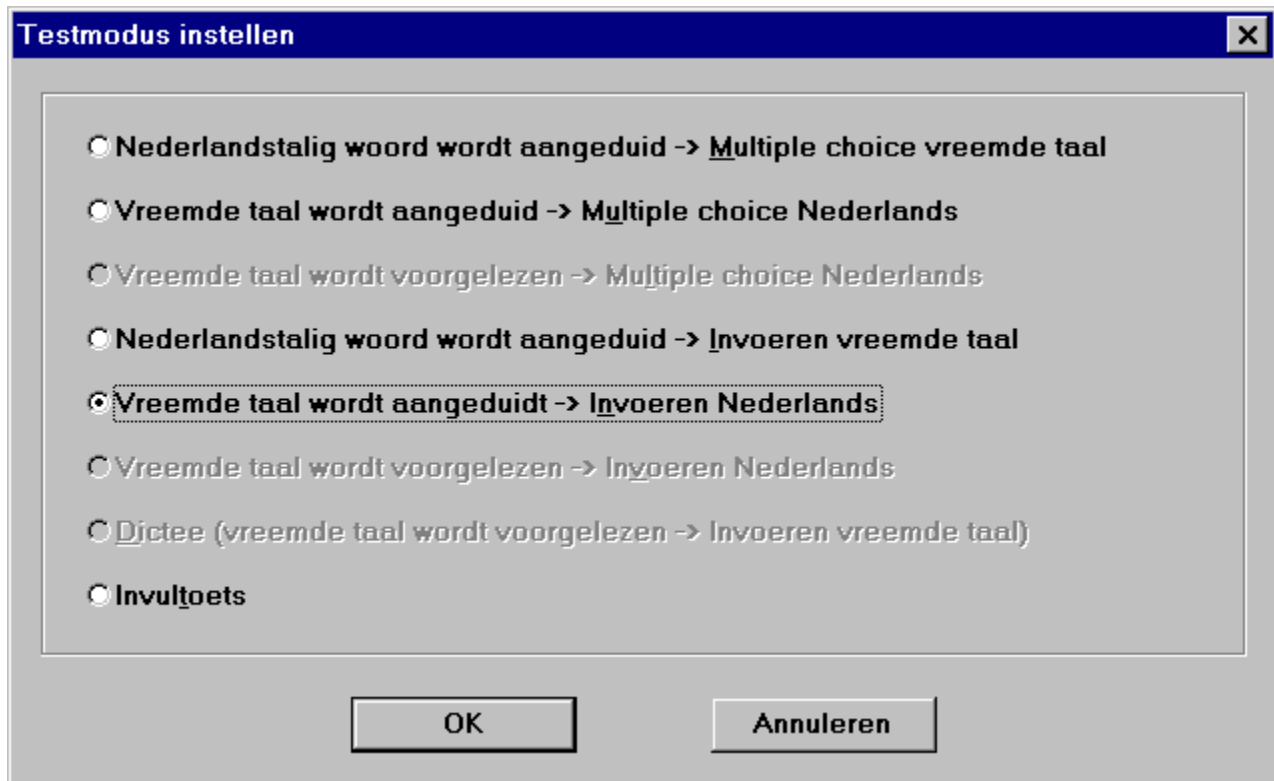 Testmodus instellen
Nederlandstalig woord wordt aangeduid -> Multiple choice vreemde taal
Vreemde taal wordt aangeduid -> Multiple choice Nederlands
Vreemde taal wordt voorgelezen -> Multiple choice Nederlands
Nederlandstalig woord wordt aangeduid -> Invoeren vreemde taal
Vreemde taal wordt aangeduidt -> Invoeren Nederlands
Vreemde taal wordt voorgelezen -> Invoeren Nederlands
Dictee (vreemde taal wordt voorgelezen -> Invoeren vreemde taal)
Invultoets
OK Annuleren